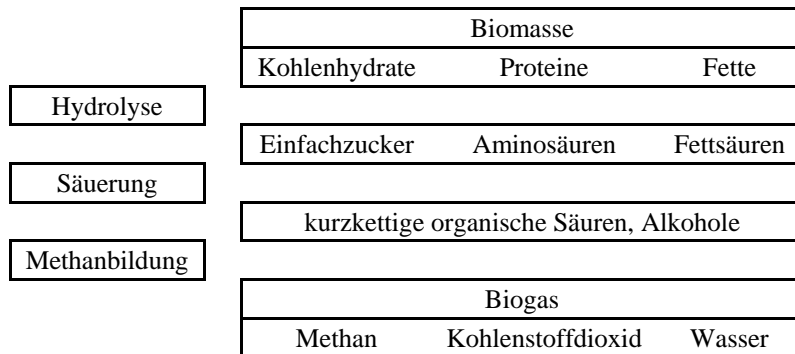 Biomasse
Kohlenhydrate Proteine Fette
Hydrolyse
Einfachzucker Aminosäuren Fettsäuren
Säuerung
kurzkettige organische Säuren, Alkohole
Methanbildung
Biogas
Methan Kohlenstoffdioxid Wasser